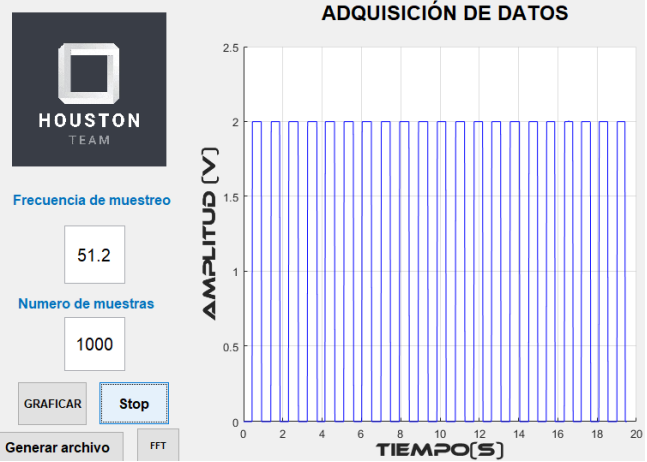 ADQUISICIÓN DE DATOS
HOUSTON
TEAM
Frecuencia de muestreo
51.2
Numero de muestras
1000
GRAFICAR
Stop
Generar archivo
FFT
AMPLITUD (V)
2.5
2
1.5
1
0.5
0
0 2 4 6 8 10 12 14 16 18 20
TIEMPO(S)